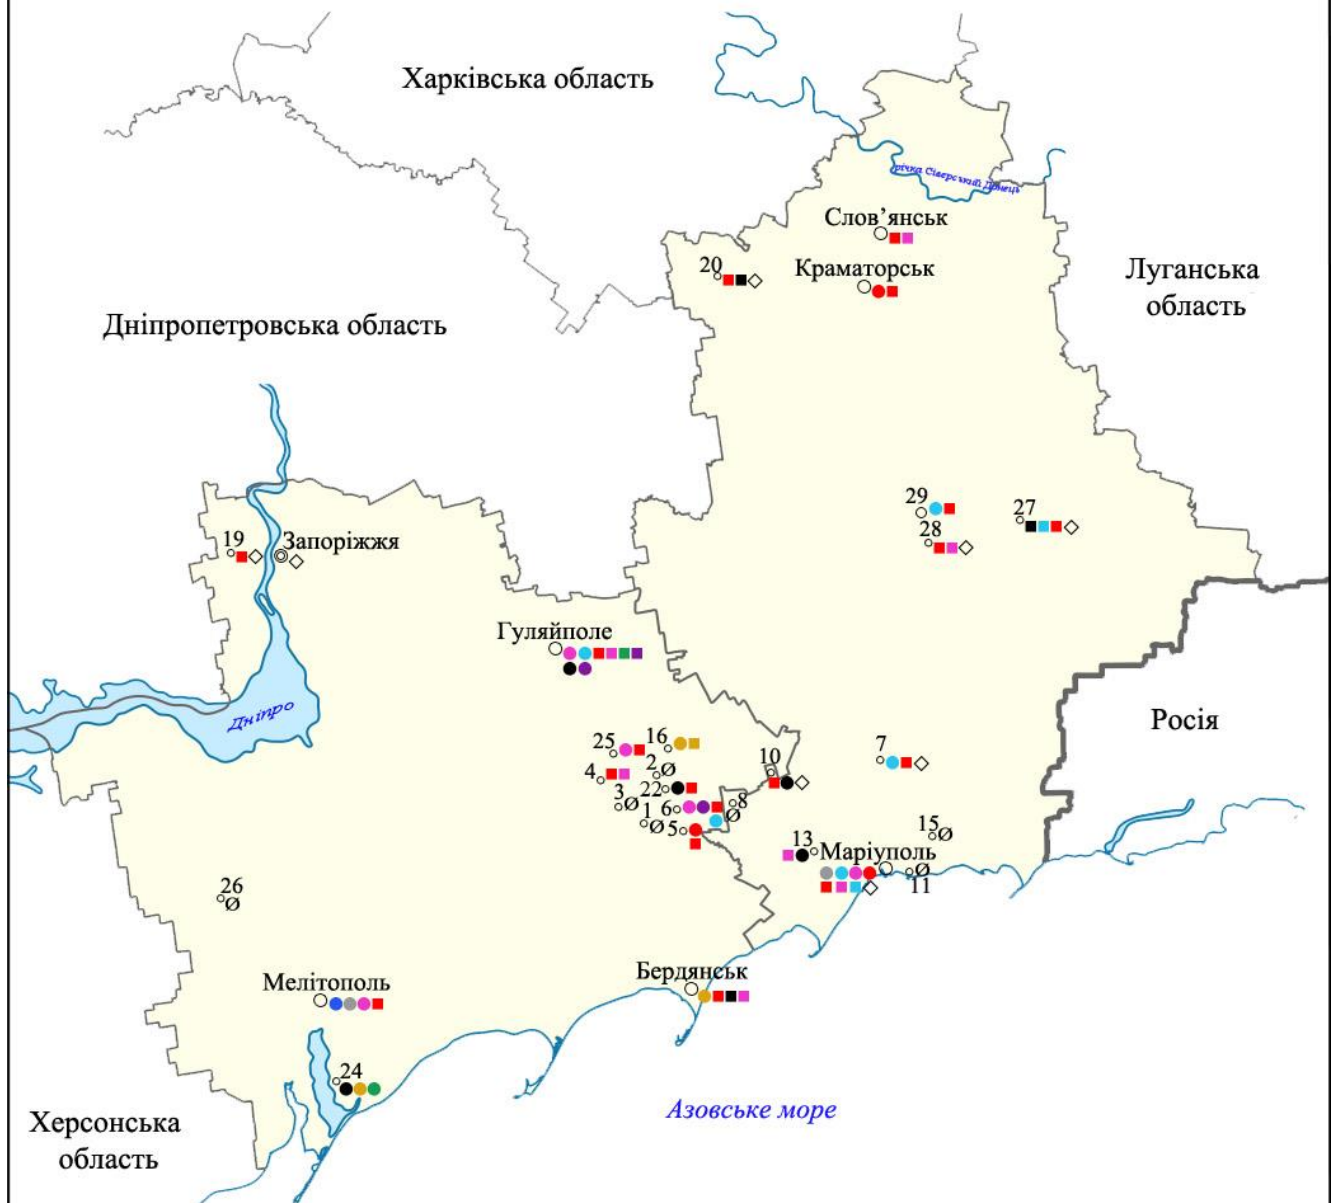 Харківська область
річка Сіверський Донець
Слов’янськ
20
Краматорськ
Луганська
область
Дніпропетровська область
29
27
28
19
Запоріжжя
Гуляйполе
Росія
Дніпро
25
16
10
7
4
2
Ø
22
3
Ø
6
8
Ø
1
Ø
5
15
Ø
13
Маріуполь
Ø
11
26
Ø
Бердянськ
Мелітополь
24
Азовське море
Херсонська
область